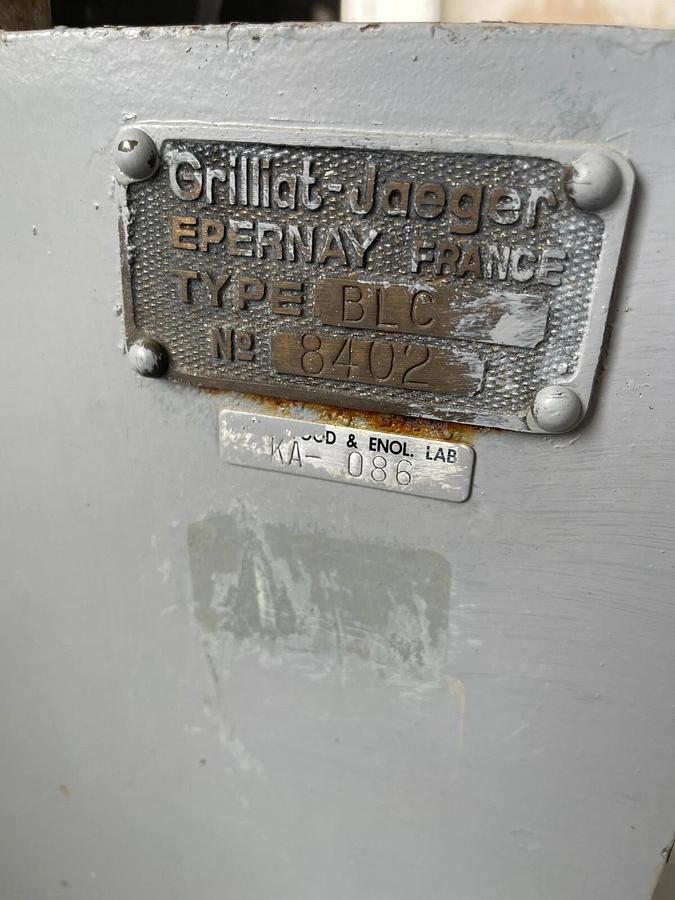 Grilliat-Jaeger
EPERNAY FRANCE
TYPE BLC
No 8402
& ENOL. LAB
KA- 086